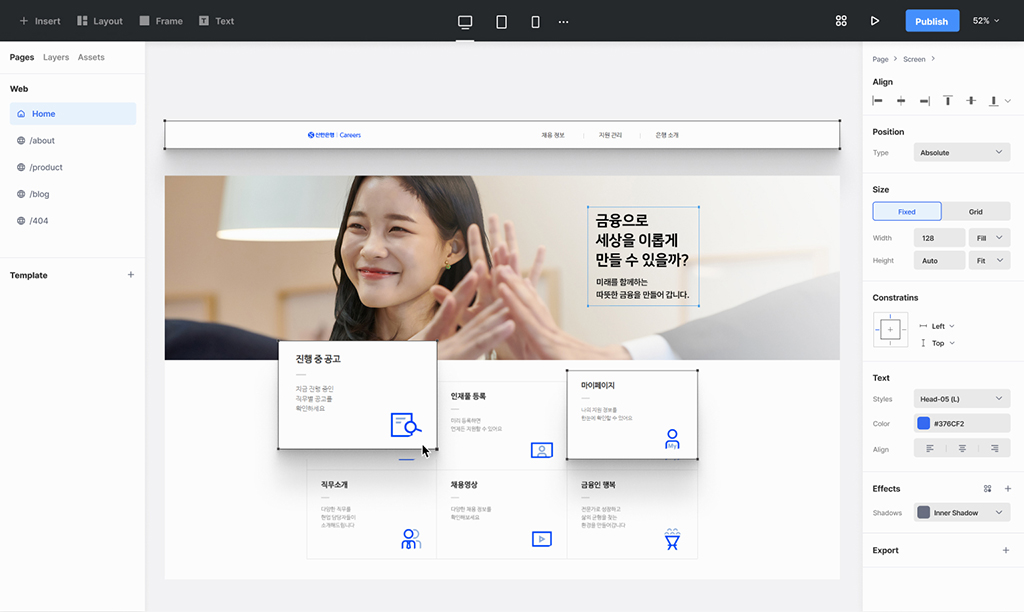 Insert
Layout
Frame
Text
Publish
52%
Pages
Layers
Assets
Web
Home
/about
/product
/blog
/404
Template
신한은행 | Careers
채용 정보
지원 관리
은행 소개
금융으로
세상을 이롭게
만들 수 있을까?
미래를 함께하는
따뜻한 금융을 만들어 갑니다.
진행 중 공고
지금 진행 중인
직무별 공고를
확인하세요
인재풀 등록
미리 등록하면
언제든 지원할 수 있어요
마이페이지
나의 지원 정보를
한눈에 확인할 수 있어요
My
직무소개
다양한 직무를
현업 담당자들이
소개해드립니다
채용영상
다양한 채용 정보를
확인해보세요
금융인 행복
전문가로 성장하고
삶의 균형을 찾는
환경을 만들어갑니다
Page
Screen
Align
Position
Type
Absolute
Size
Fixed
Grid
Width
128
Fill
Height
Auto
Fit
Constratins
Left
Top
Text
Styles
Head-05 (L)
Color
#376CF2
Align
Effects
Shadows
Inner Shadow
Export